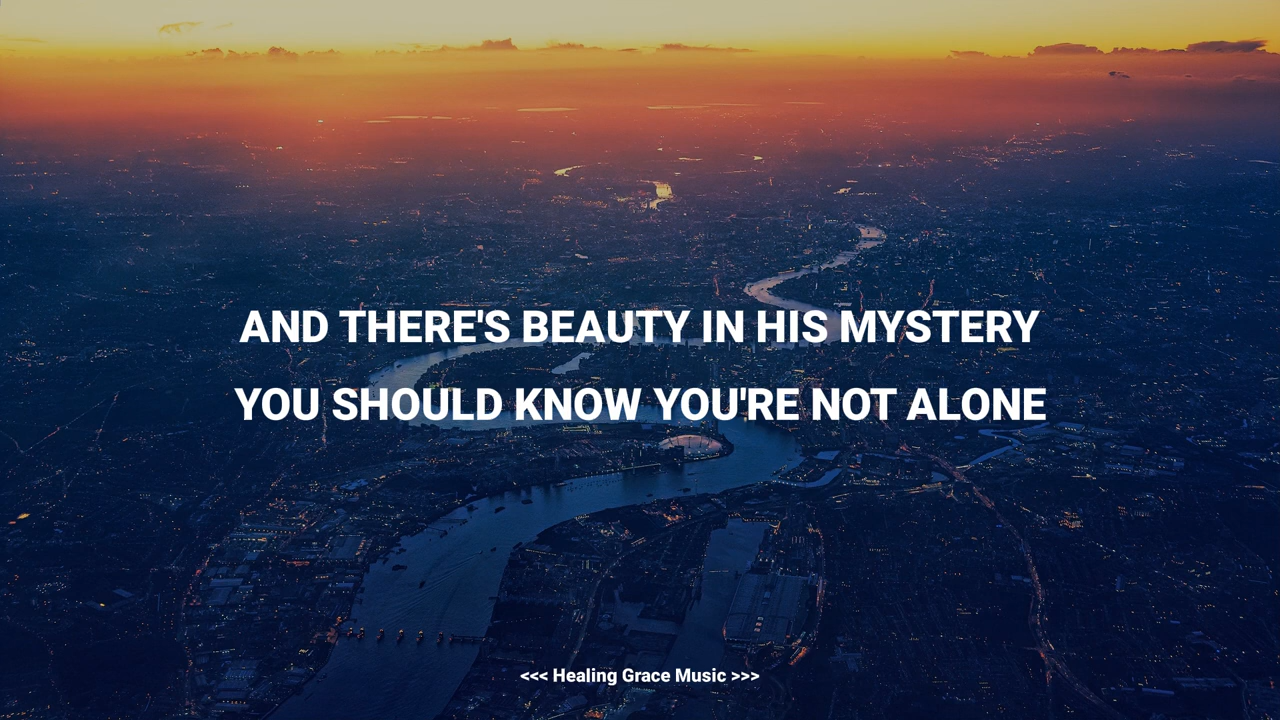 AND THERE'S BEAUTY IN HIS MYSTERY
YOU SHOULD KNOW YOU'RE NOT ALONE
<<< Healing Grace Music >>>